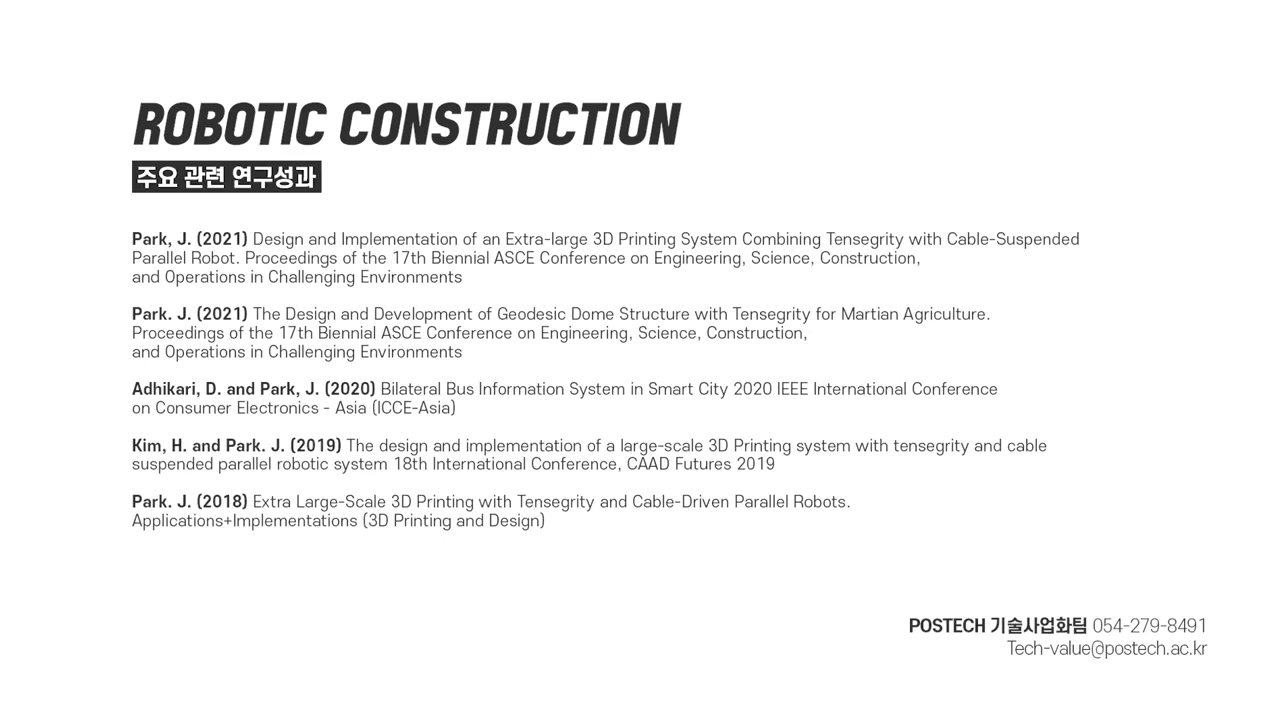 ROBOTIC CONSTRUCTION
주요 관련 연구성과
Park, J. (2021) Design and Implementation of an Extra-large 3D Printing System Combining Tensegrity with Cable-Suspended
Parallel Robot. Proceedings of the 17th Biennial ASCE Conference on Engineering, Science, Construction,
and Operations in Challenging Environments
Park. J. (2021) The Design and Development of Geodesic Dome Structure with Tensegrity for Martian Agriculture.
Proceedings of the 17th Biennial ASCE Conference on Engineering, Science, Construction,
and Operations in Challenging Environments
Adhikari, D. and Park, J. (2020) Bilateral Bus Information System in Smart City 2020 IEEE International Conference
on Consumer Electronics - Asia (ICCE-Asia)
Kim, H. and Park. J. (2019) The design and implementation of a large-scale 3D Printing system with tensegrity and cable
suspended parallel robotic system 18th International Conference, CAAD Futures 2019
Park. J. (2018) Extra Large-Scale 3D Printing with Tensegrity and Cable-Driven Parallel Robots.
Applications+Implementations (3D Printing and Design)
POSTECH 기술사업화팀 054-279-8491
Tech-value@postech.ac.kr